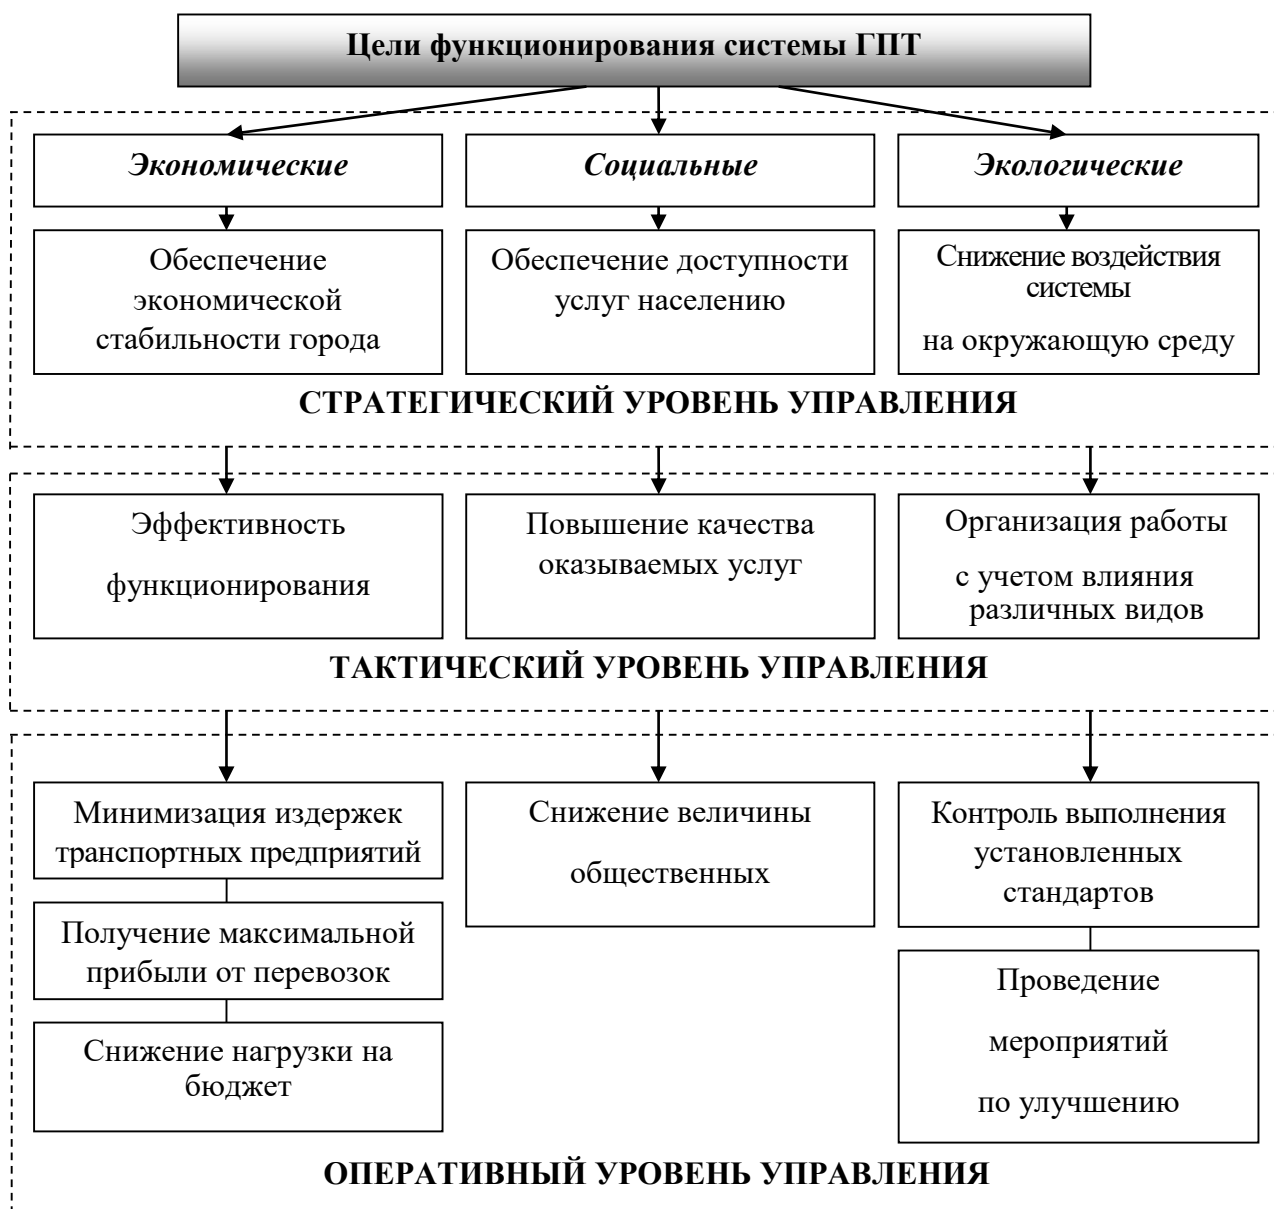 Цели функционирования системы ГПТ
Экономические
Социальные
Экологические
Обеспечение
экономической
стабильности города
Обеспечение доступности
услуг населению
Снижение воздействия
системы
на окружающую среду
СТРАТЕГИЧЕСКИЙ УРОВЕНЬ УПРАВЛЕНИЯ
Эффективность
функционирования
Повышение качества
оказываемых услуг
Организация работы
с учетом влияния
различных видов
ТАКТИЧЕСКИЙ УРОВЕНЬ УПРАВЛЕНИЯ
Минимизация издержек
транспортных предприятий
Получение максимальной
прибыли от перевозок
Снижение нагрузки на
бюджет
Снижение величины
общественных
Контроль выполнения
установленных
стандартов
Проведение
мероприятий
по улучшению
ОПЕРАТИВНЫЙ УРОВЕНЬ УПРАВЛЕНИЯ